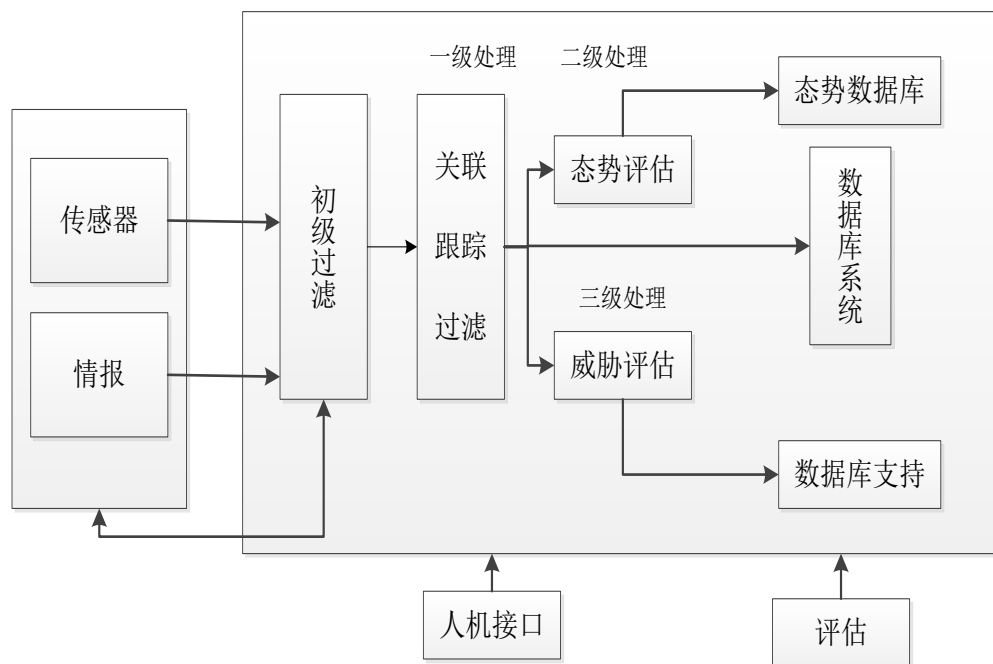 一级处理
二级处理
态势数据库
传感器
情报
初级过滤
关联
跟踪
过滤
态势评估
数据库系统
三级处理
威胁评估
数据库支持
人机接口
评估